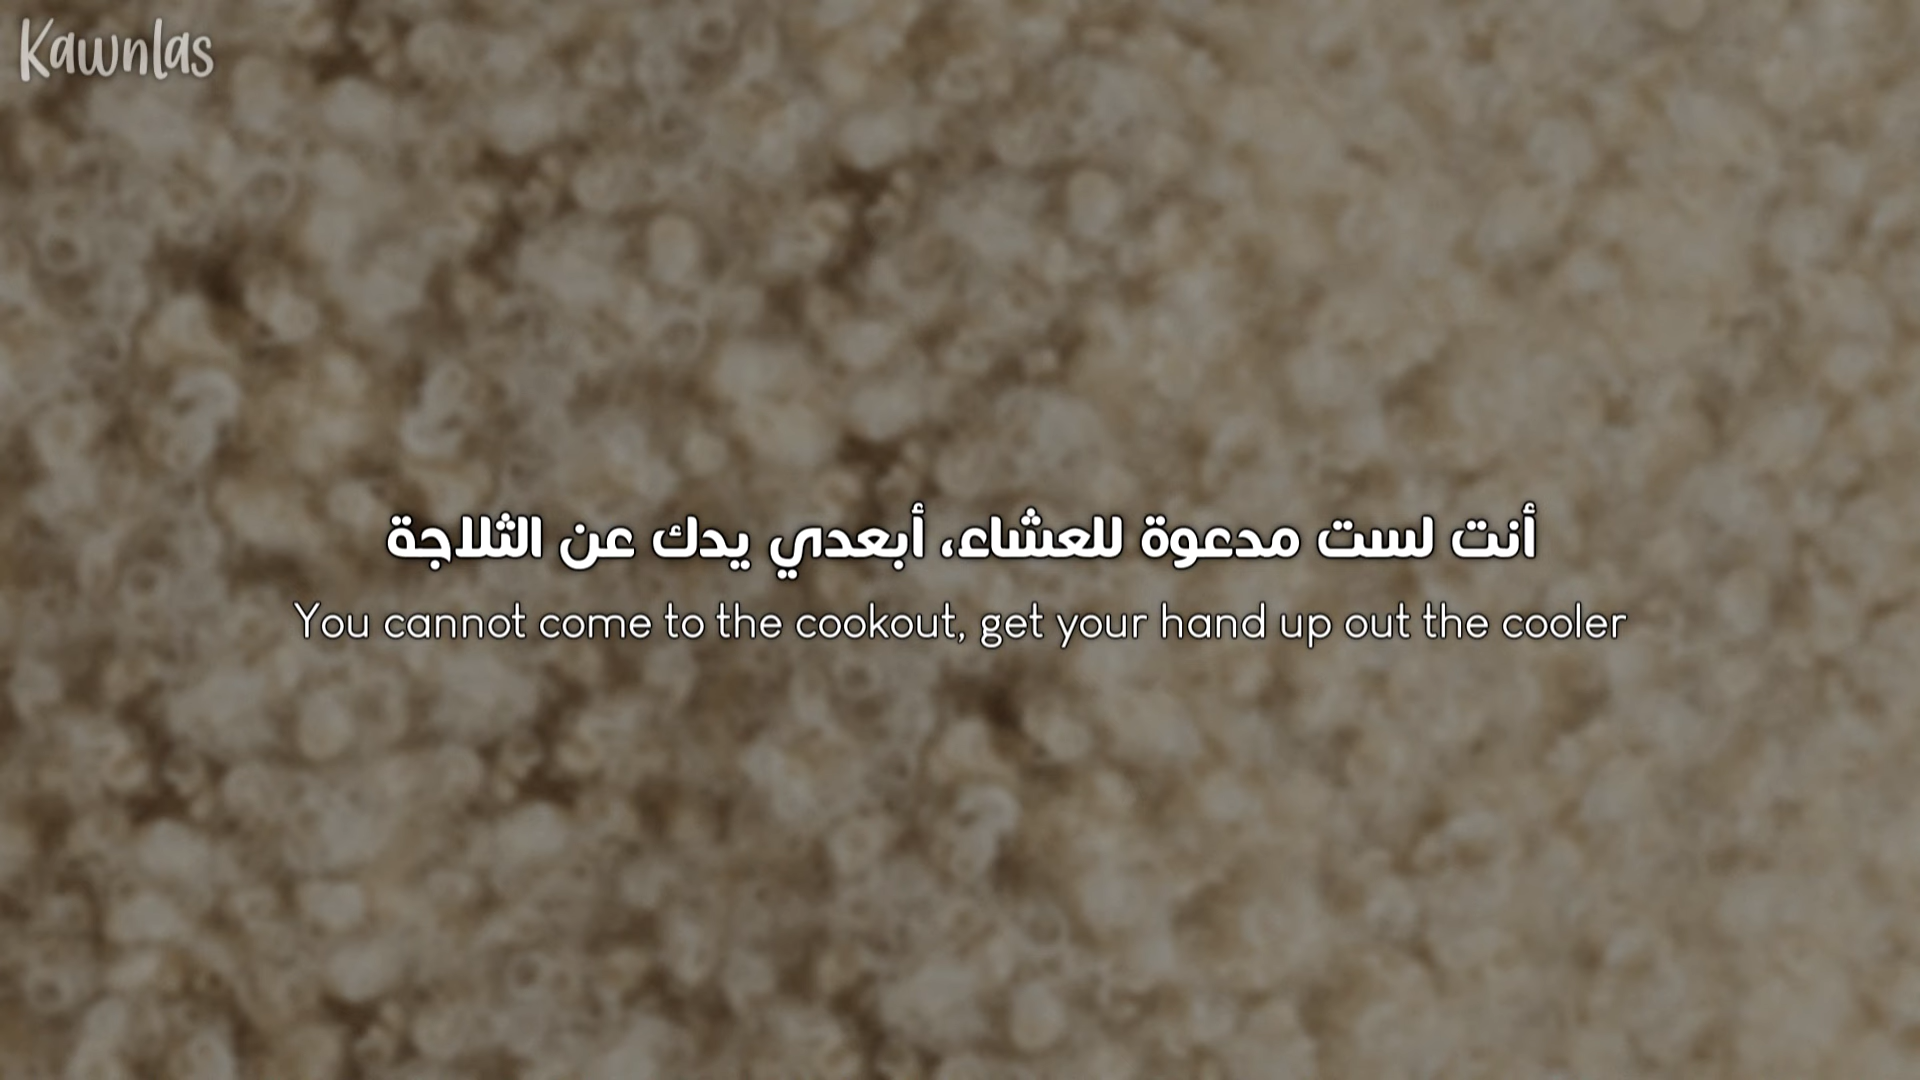 Kawnlas
أنت لست مدعوة للعشاء، أبعدي يدك عن الثلاجة
You cannot come to the cookout, get your hand up out the cooler